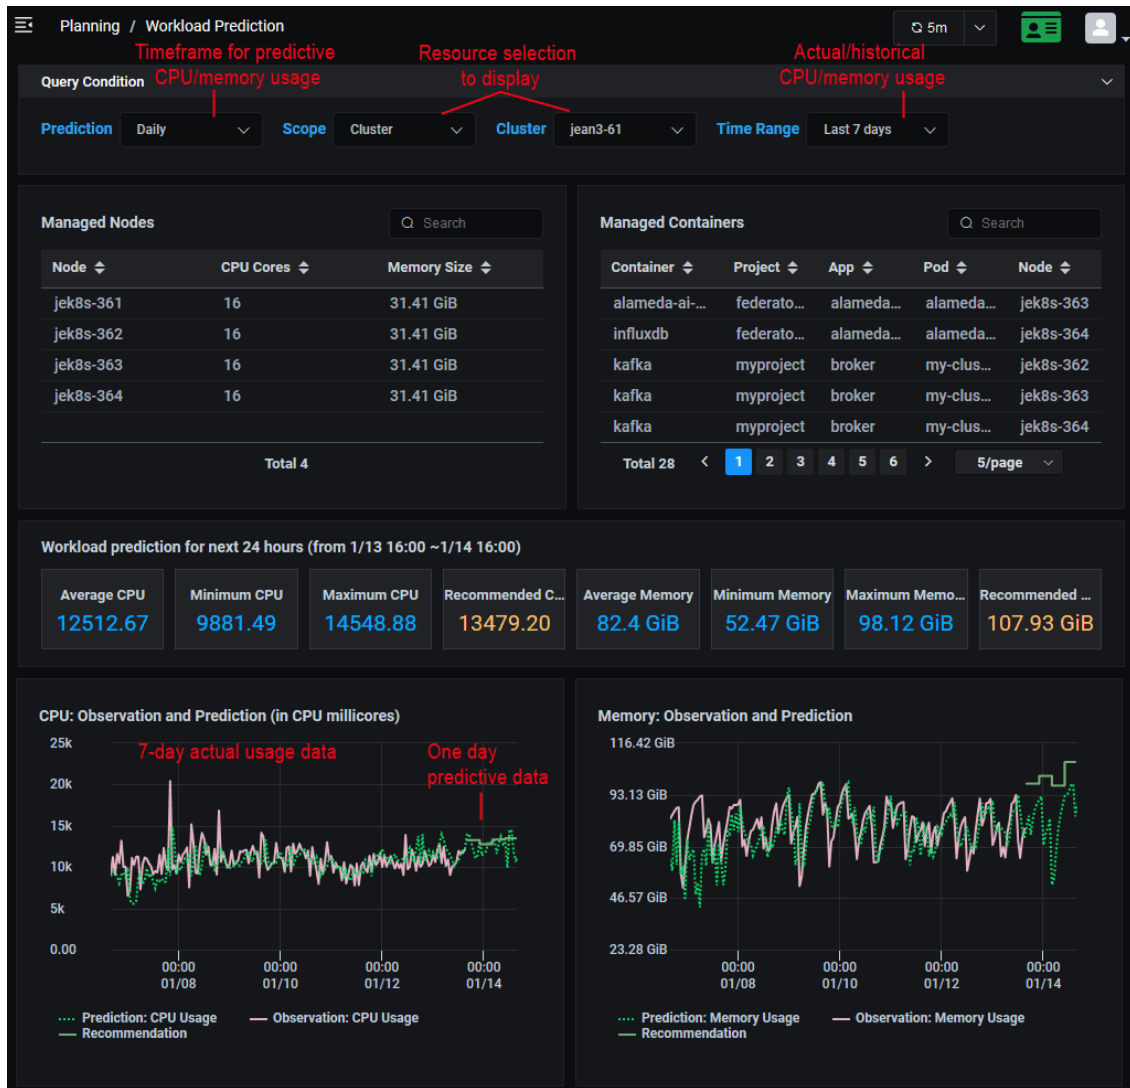 Planning / Workload Prediction
5m
Timeframe for predictive
CPU/memory usage
Resource selection
to display
Actual/historical
CPU/memory usage
Query Condition
Prediction Daily Scope Cluster Cluster jean3-61 Time Range Last 7 days
Managed Nodes
Search
Node CPU Cores Memory Size
jek8s-361 16 31.41 GiB
jek8s-362 16 31.41 GiB
jek8s-363 16 31.41 GiB
jek8s-364 16 31.41 GiB
Total 4
Managed Containers
Search
Container Project App Pod Node
alameda-ai-... federato... alameda... alameda... jek8s-363
influxdb federato... alameda... alameda... jek8s-364
kafka myproject broker my-clus... jek8s-362
kafka myproject broker my-clus... jek8s-363
kafka myproject broker my-clus... jek8s-364
Total 28 < 1 2 3 4 5 6 > 5/page
Workload prediction for next 24 hours (from 1/13 16:00 ~1/14 16:00)
Average CPU
12512.67
Minimum CPU
9881.49
Maximum CPU
14548.88
Recommended C...
13479.20
Average Memory
82.4 GiB
Minimum Memory
52.47 GiB
Maximum Memo...
98.12 GiB
Recommended ...
107.93 GiB
CPU: Observation and Prediction (in CPU millicores)
7-day actual usage data
One day
predictive data
25k
20k
15k
10k
5k
0.00
00:00 00:00 00:00 00:00
01/08 01/10 01/12 01/14
Prediction: CPU Usage Observation: CPU Usage
Recommendation
Memory: Observation and Prediction
116.42 GiB
93.13 GiB
69.85 GiB
46.57 GiB
23.28 GiB
00:00 00:00 00:00 00:00
01/08 01/10 01/12 01/14
Prediction: Memory Usage Observation: Memory Usage
Recommendation